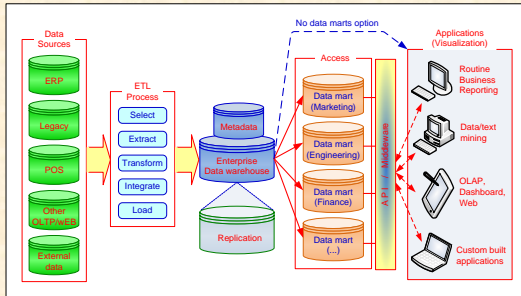 No data marts option
Data
Sources
ERP
Legacy
POS
Other
OLTP/wEB
External
data
ETL
Process
Select
Extract
Transform
Integrate
Load
Metadata
Enterprise
Data warehouse
Replication
Access
Data mart
(Marketing)
Data mart
(Engineering)
Data mart
(Finance)
Data mart
(...)
API / Middleware
Applications
(Visualization)
Routine
Business
Reporting
Data/text
mining
OLAP,
Dashboard,
Web
Custom built
applications